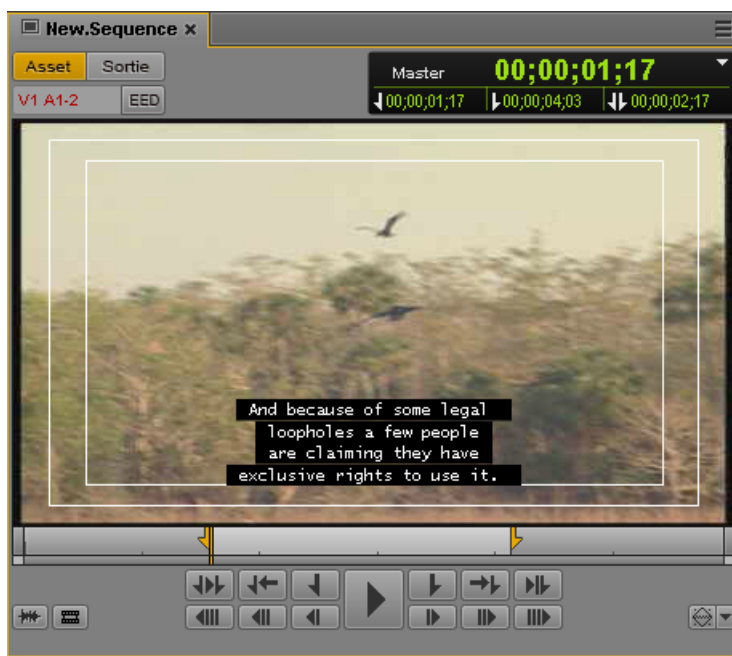 New.Sequence
Asset Sortie
Master 00;00;01;17
V1 A1-2 EED
00;00;01;17 00;00;04;03 00;00;02;17
And because of some legal
loopholes a few people
are claiming they have
exclusive rights to use it.